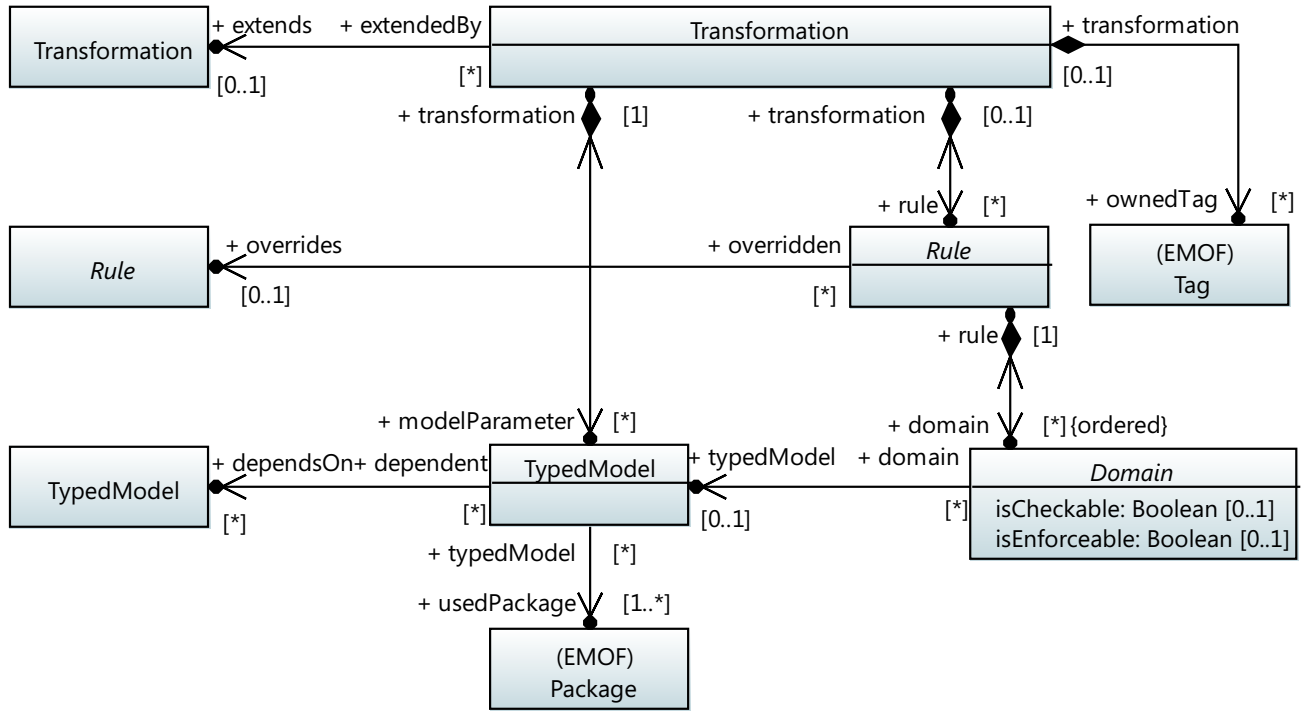 + extends
+ extendedBy
Transformation
+ transformation
Transformation
[0..1]
[*]
[0..1]
+ transformation
[1]
+ transformation
[0..1]
+ rule
[*]
+ ownedTag
[*]
+ overrides
+ overridden
Rule
(EMOF)
Tag
Rule
[0..1]
[*]
+ rule
[1]
+ modelParameter
[*]
+ domain
[*] {ordered}
+ dependsOn
+ dependent
TypedModel
+ typedModel
+ domain
Domain
TypedModel
[*]
[*]
[0..1]
[*]
isCheckable: Boolean [0..1]
isEnforceable: Boolean [0..1]
+ typedModel
[*]
+ usedPackage
[1..*]
(EMOF)
Package